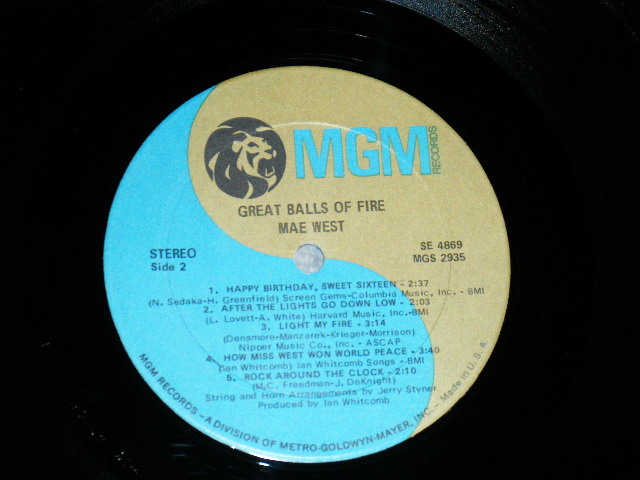 MGM
RECORDS
GREAT BALLS OF FIRE
MAE WEST
STEREO
Side 2
SE 4869
MGS 2935
1. HAPPY BIRTHDAY, SWEET SIXTEEN - 2:37
(N. Sedaka-H. Greenfield) Screen Gems-Columbia Music, Inc. - BMI
2. AFTER THE LIGHTS GO DOWN LOW - 2:03
(L. Lovett-A. White) Harvard Music, Inc.-BMI
3. LIGHT MY FIRE - 3:14
(Densmore-Manzarek-Krieger-Morrison)
Nipper Music Co., Inc. - ASCAP
4. HOW MISS WEST WON WORLD PEACE - 3:40
(Ian Whitcomb) Ian Whitcomb Songs - BMI
5. ROCK AROUND THE CLOCK - 2:10
(M.C. Freedman-J. DeKnight)
String and Horn Arrangements by Jerry Styner
Produced by Ian Whitcomb
MGM RECORDS - A DIVISION OF METRO-GOLDWYN-MAYER, INC. - Made in U.S.A.